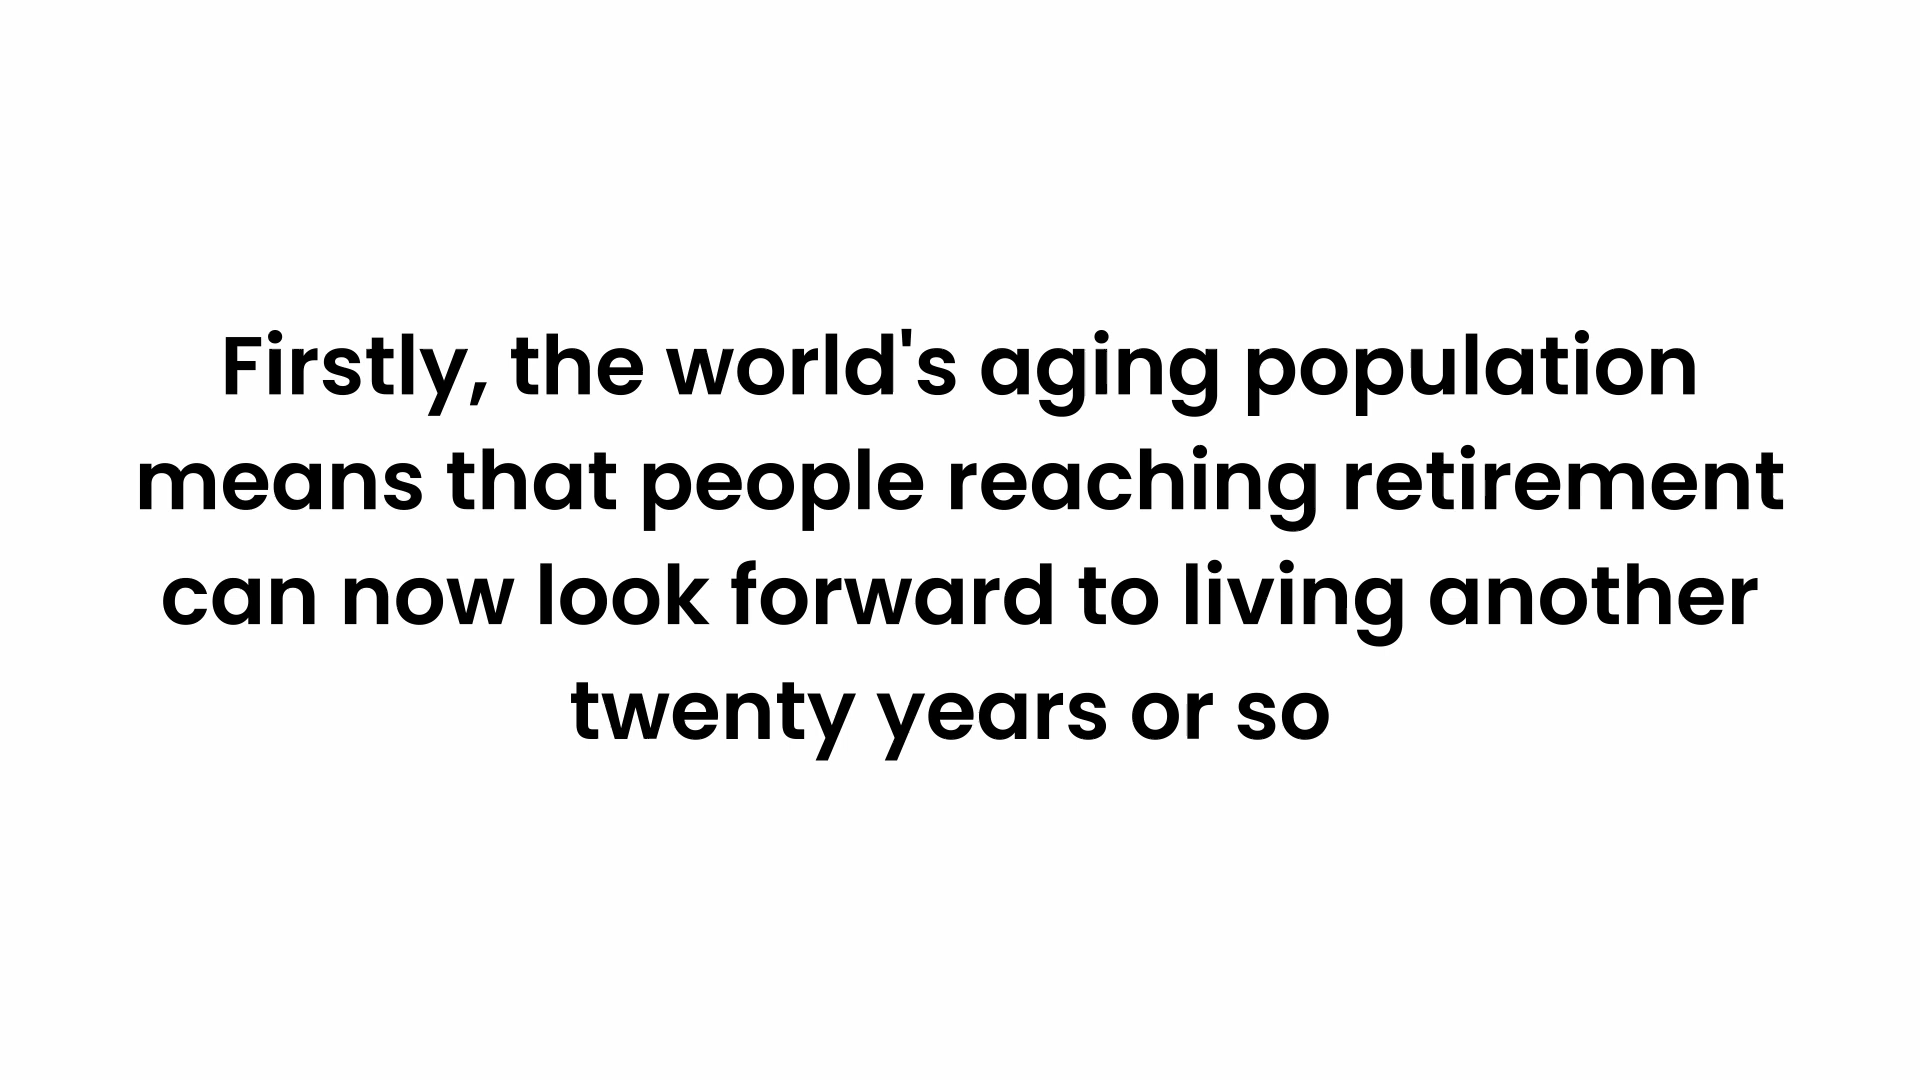 Firstly, the world's aging population
means that people reaching retirement
can now look forward to living another
twenty years or so